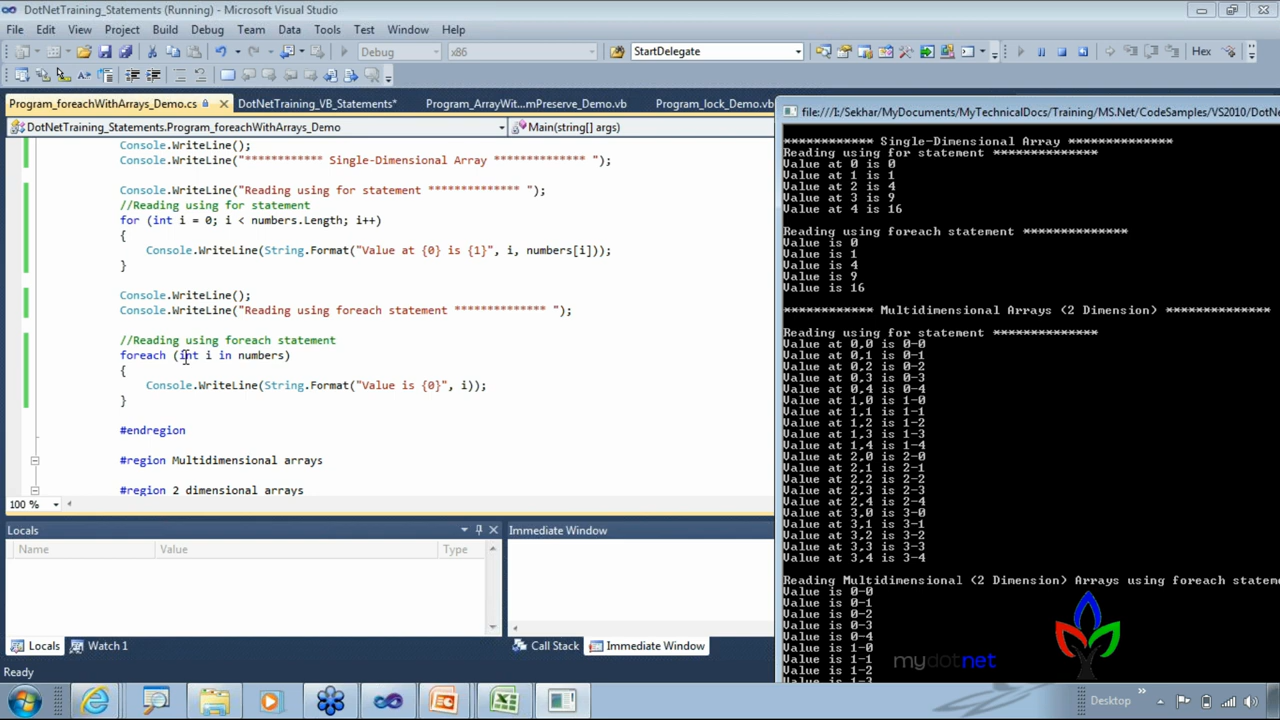 DotNetTraining_Statements (Running) - Microsoft Visual Studio
File Edit View Project Build Debug Team Data Tools Test Window Help
Debug x86 StartDelegate Hex
Program_foreachWithArrays_Demo.cs DotNetTraining_VB_Statements* Program_ArrayWit...mPreserve_Demo.vb Program_lock_Demo.vb
DotNetTraining_Statements.Program_foreachWithArrays_Demo Main(string[] args)
Console.WriteLine();
Console.WriteLine("************ Single-Dimensional Array ************** ");
Console.WriteLine("Reading using for statement ************** ");
//Reading using for statement
for (int i = 0; i < numbers.Length; i++)
{
Console.WriteLine(String.Format("Value at {0} is {1}", i, numbers[i]));
}
Console.WriteLine();
Console.WriteLine("Reading using foreach statement ************** ");
//Reading using foreach statement
foreach (int i in numbers)
{
Console.WriteLine(String.Format("Value is {0}", i));
}
#endregion
#region Multidimensional arrays
#region 2 dimensional arrays
100 %
Locals
Name Value Type
Locals Watch 1
Immediate Window
Call Stack Immediate Window
Ready
file:///I:/Sekhar/MyDocuments/MyTechnicalDocs/Training/MS.Net/CodeSamples/VS2010/DotNe
************ Single-Dimensional Array **************
Reading using for statement **************
Value at 0 is 0
Value at 1 is 1
Value at 2 is 4
Value at 3 is 9
Value at 4 is 16
Reading using foreach statement **************
Value is 0
Value is 1
Value is 4
Value is 9
Value is 16
************ Multidimensional Arrays (2 Dimension) **************
Reading using for statement **************
Value at 0,0 is 0-0
Value at 0,1 is 0-1
Value at 0,2 is 0-2
Value at 0,3 is 0-3
Value at 0,4 is 0-4
Value at 1,0 is 1-0
Value at 1,1 is 1-1
Value at 1,2 is 1-2
Value at 1,3 is 1-3
Value at 1,4 is 1-4
Value at 2,0 is 2-0
Value at 2,1 is 2-1
Value at 2,2 is 2-2
Value at 2,3 is 2-3
Value at 2,4 is 2-4
Value at 3,0 is 3-0
Value at 3,1 is 3-1
Value at 3,2 is 3-2
Value at 3,3 is 3-3
Value at 3,4 is 3-4
Reading Multidimensional (2 Dimension) Arrays using foreach stateme
Value is 0-0
Value is 0-1
Value is 0-2
Value is 0-3
Value is 0-4
Value is 1-0
Value is 1-1
Value is 1-2
Value is 1-3
mydotnet
Desktop